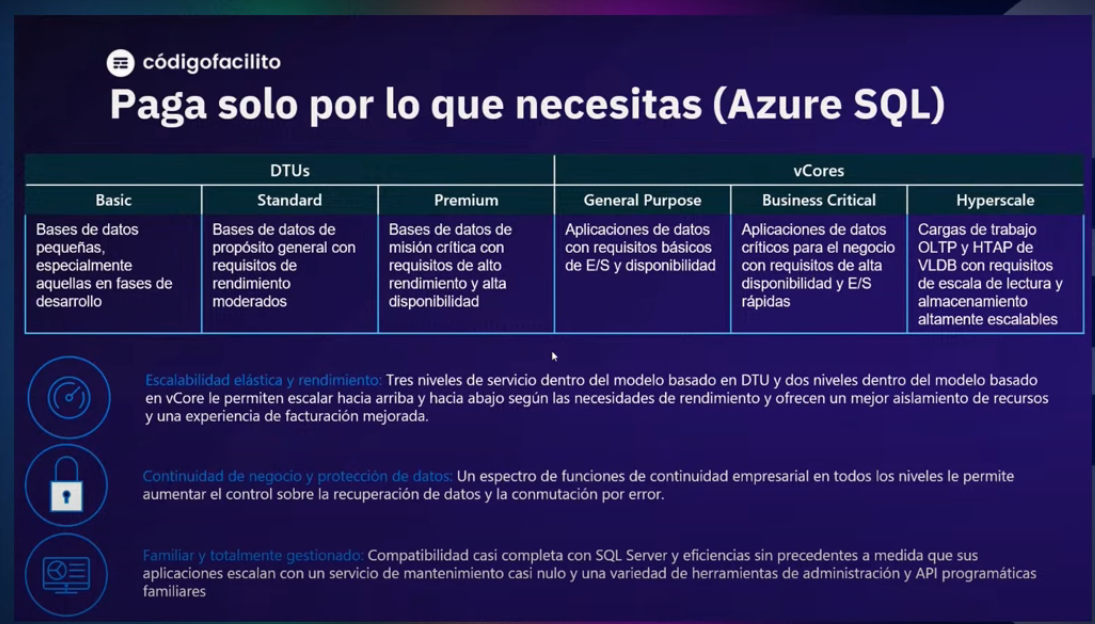 códigofacilito
Paga solo por lo que necesitas (Azure SQL)
DTUs
vCores
Basic
Standard
Premium
General Purpose
Business Critical
Hyperscale
Bases de datos
pequeñas,
especialmente
aquellas en fases de
desarrollo
Bases de datos de
propósito general con
requisitos de
rendimiento
moderados
Bases de datos de
misión crítica con
requisitos de alto
rendimiento y alta
disponibilidad
Aplicaciones de datos
con requisitos básicos
de E/S y disponibilidad
Aplicaciones de datos
críticos para el negocio
con requisitos de alta
disponibilidad y E/S
rápidas
Cargas de trabajo
OLTP y HTAP de
VLDB con requisitos
de escala de lectura y
almacenamiento
altamente escalables
Escalabilidad elástica y rendimiento: Tres niveles de servicio dentro del modelo basado en DTU y dos niveles dentro del modelo basado
en vCore le permiten escalar hacia arriba y hacia abajo según las necesidades de rendimiento y ofrecen un mejor aislamiento de recursos
y una experiencia de facturación mejorada.
Continuidad de negocio y protección de datos: Un espectro de funciones de continuidad empresarial en todos los niveles le permite
aumentar el control sobre la recuperación de datos y la conmutación por error.
Familiar y totalmente gestionado: Compatibilidad casi completa con SQL Server y eficiencias sin precedentes a medida que sus
aplicaciones escalan con un servicio de mantenimiento casi nulo y una variedad de herramientas de administración y API programáticas
familiares